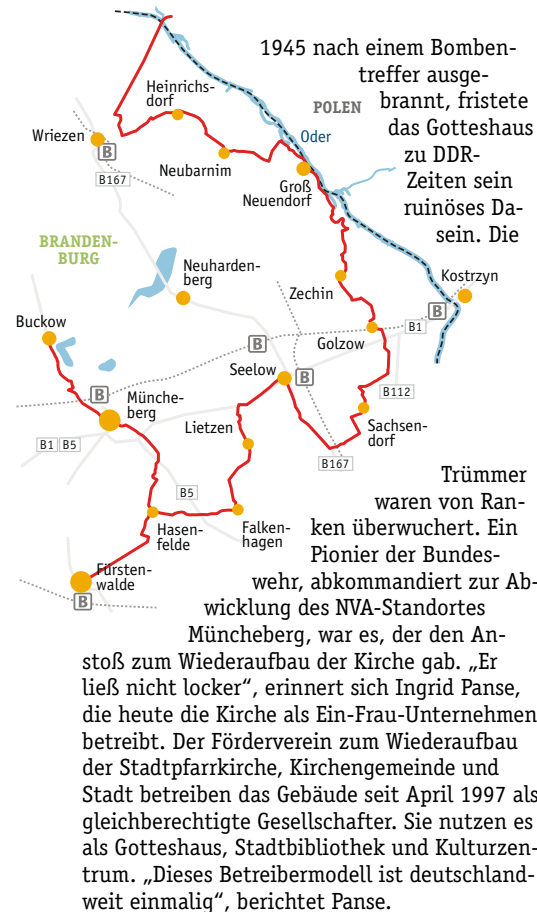 1945 nach einem Bomben-
treffer ausge-
brannt, fristete
das Gotteshaus
zu DDR-
Zeiten sein
ruinöses Da-
sein. Die
Heinrichs-
dorf
POLEN
Oder
Wriezen
B
B167
Neubarnim
Groß
Neuendorf
BRANDEN-
BURG
Neuharden-
berg
Zechin
Kostrzyn
B
B1
Golzow
Buckow
B
Seelow
B
B112
B
Münche-
berg
Lietzen
Sachsen-
dorf
B1 B5
B167
B5
Hasen-
felde
Falken-
hagen
Fürsten-
walde
B
Trümmer
waren von Ran-
ken überwuchert. Ein
Pionier der Bundes-
wehr, abkommandiert zur Ab-
wicklung des NVA-Standortes
Müncheberg, war es, der den An-
stoß zum Wiederaufbau der Kirche gab. „Er
ließ nicht locker“, erinnert sich Ingrid Panse,
die heute die Kirche als Ein-Frau-Unternehmen
betreibt. Der Förderverein zum Wiederaufbau
der Stadtpfarrkirche, Kirchengemeinde und
Stadt betreiben das Gebäude seit April 1997 als
gleichberechtigte Gesellschafter. Sie nutzen es
als Gotteshaus, Stadtbibliothek und Kulturzen-
trum. „Dieses Betreibermodell ist deutschland-
weit einmalig“, berichtet Panse.